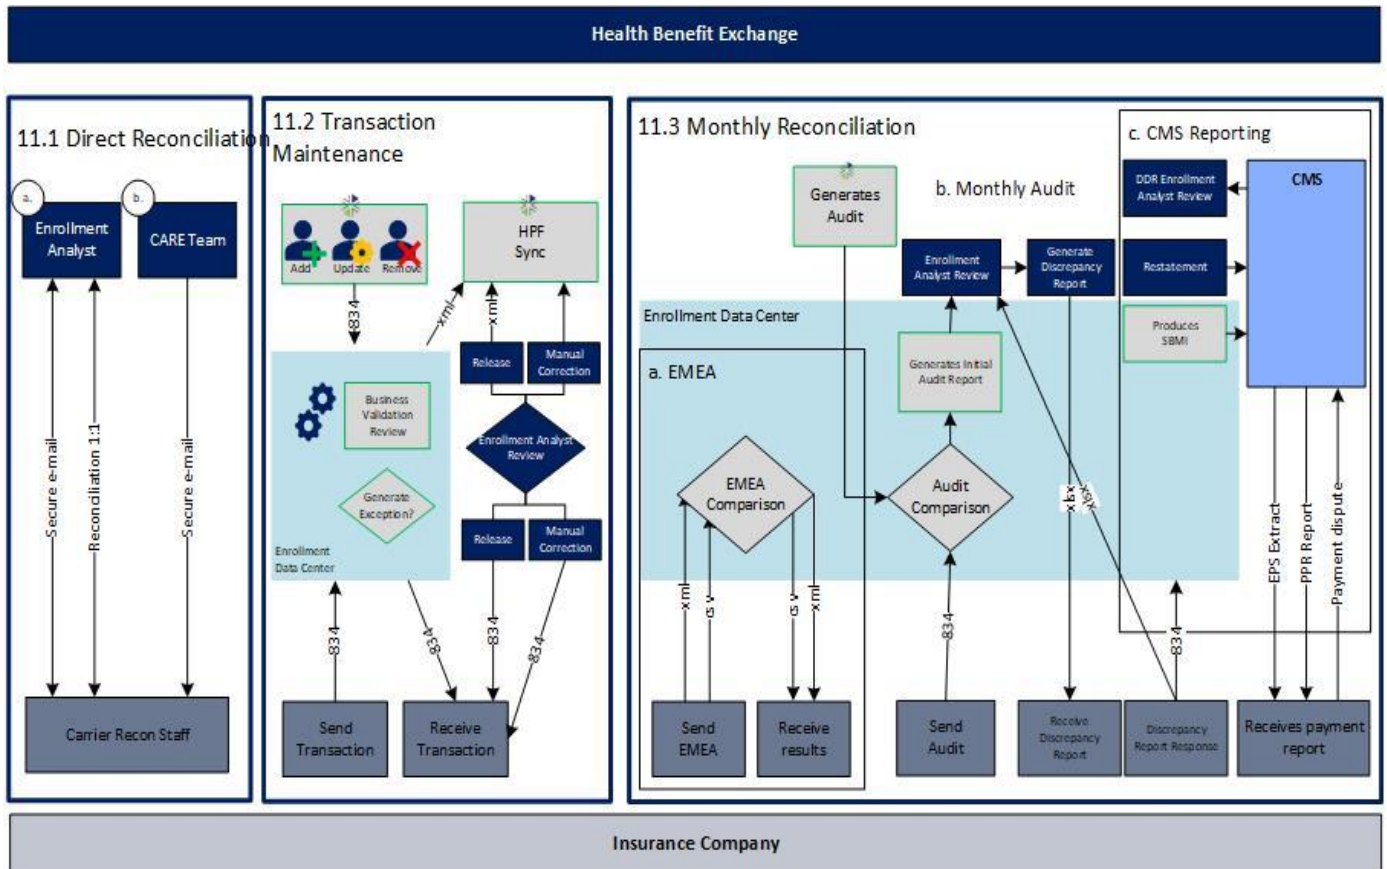 Health Benefit Exchange
11.1 Direct Reconciliation
a.
Enrollment
Analyst
b.
CARE Team
Secure e-mail
Reconciliation 1:1
Secure e-mail
Carrier Recon Staff
11.2 Transaction
Maintenance
Add
Update
Remove
HPF
Sync
834
xml
xml
Release
Manual
Correction
Business
Validation
Review
Enrollment Analyst
Review
Generate
Exception?
Enrollment
Data Center
Release
Manual
Correction
834
834
834
834
Send
Transaction
Receive
Transaction
11.3 Monthly Reconciliation
Generates
Audit
b. Monthly Audit
Enrollment
Analyst Review
Generate
Discrepancy
Report
Enrollment Data Center
a. EMEA
Generates Initial
Audit Report
EMEA
Comparison
Audit
Comparison
xml
csv
csv
xml
834
xlsx
xlsx
834
Send
EMEA
Receive
results
Send
Audit
Receive
Discrepancy
Report
Discrepancy
Report Response
c. CMS Reporting
DDR Enrollment
Analyst Review
CMS
Restatement
Produces
SBMI
EPS Extract
PPR Report
Payment dispute
Receives payment
report
Insurance Company